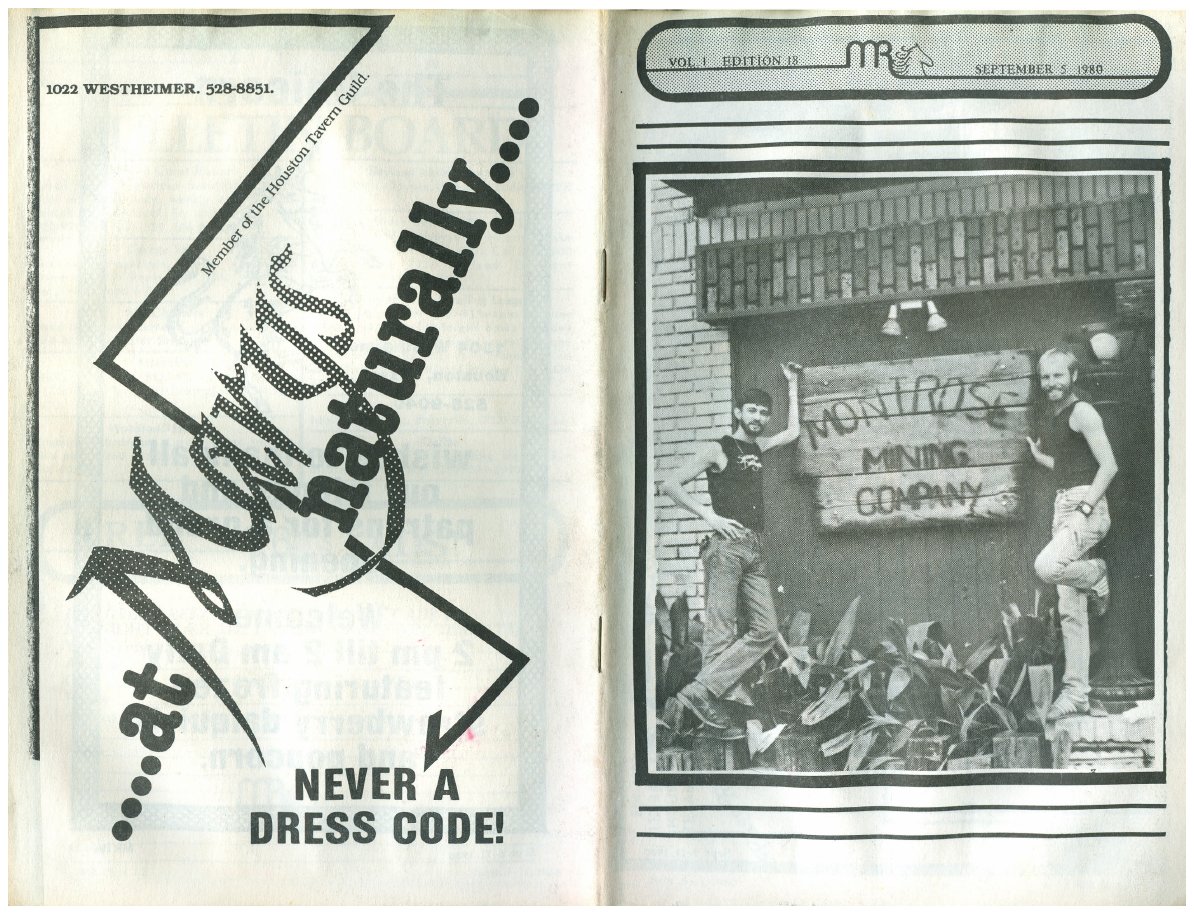 1022 WESTHEIMER. 528-8851.
Member of the Houston Tavern Guild.
.....at Mary's
naturally....
NEVER A
DRESS CODE!
VOL 1 EDITION 18
MR
SEPTEMBER 5 1980
MONTROSE
MINING
COMPANY